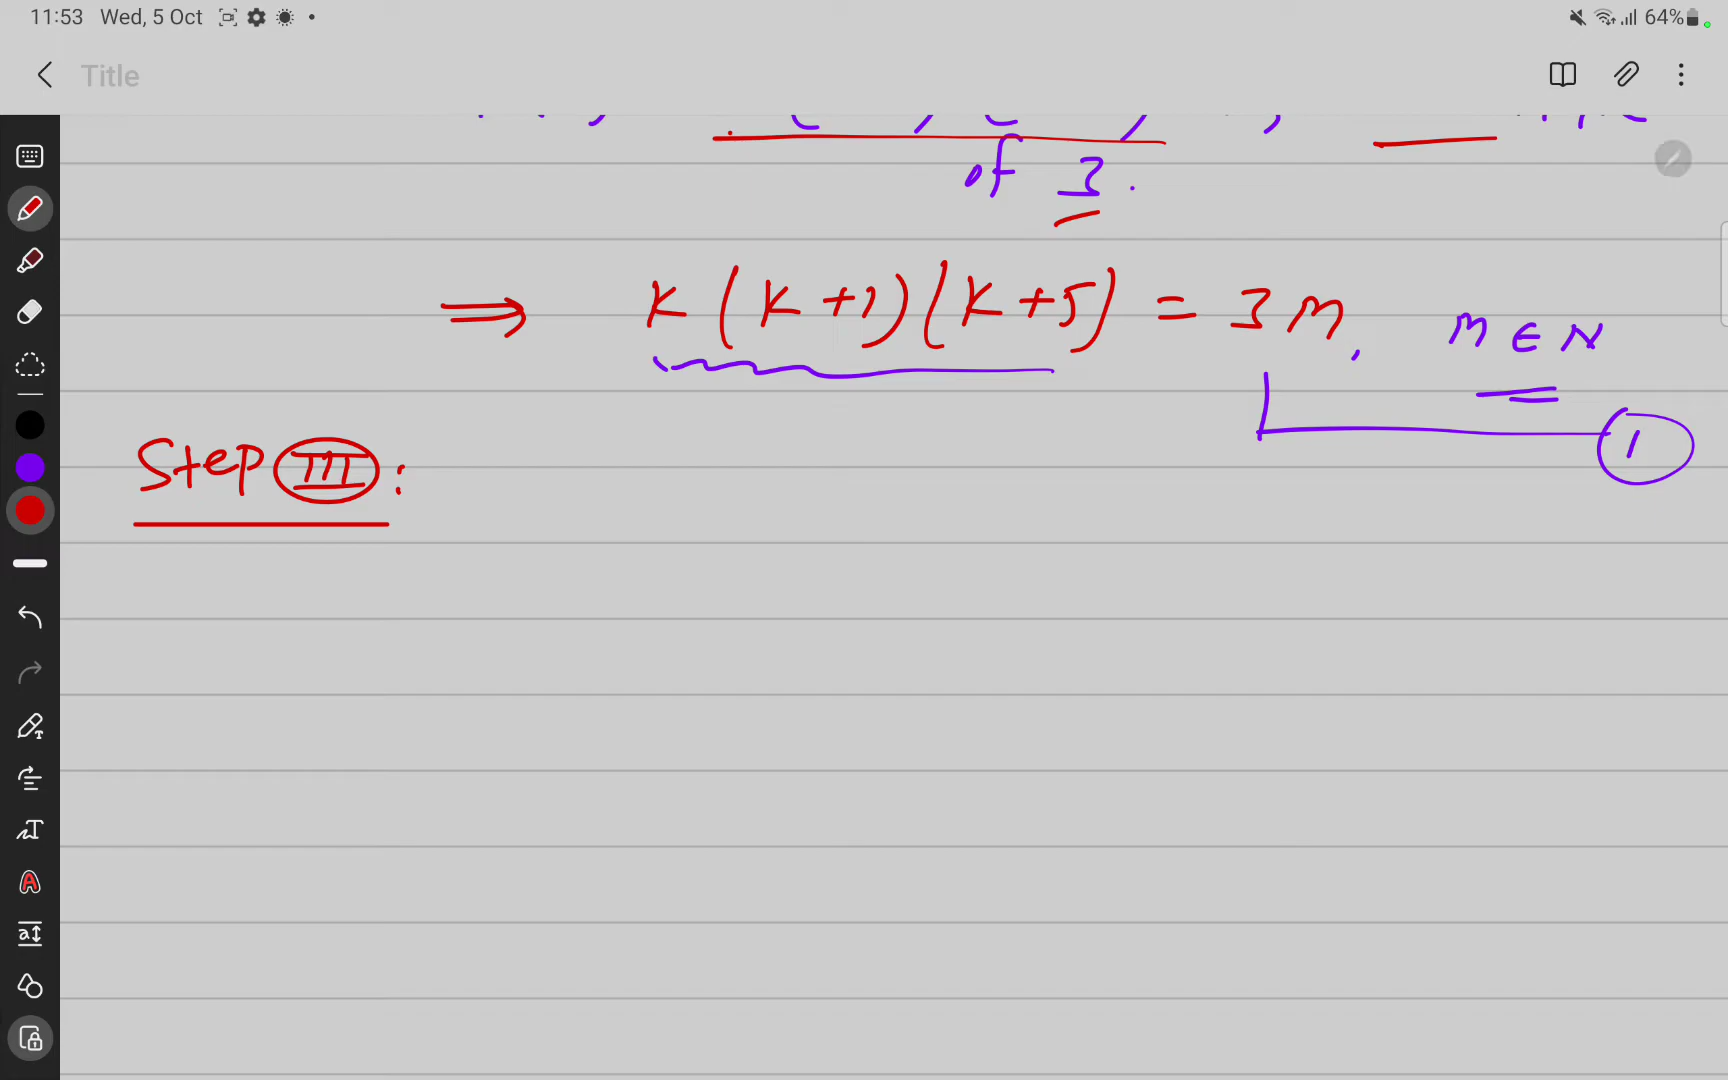 11:53 Wed, 5 Oct 64%
Title
of 3.
⇒ K(K+1)(K+5) = 3m, m ∈ N
1
Step III :